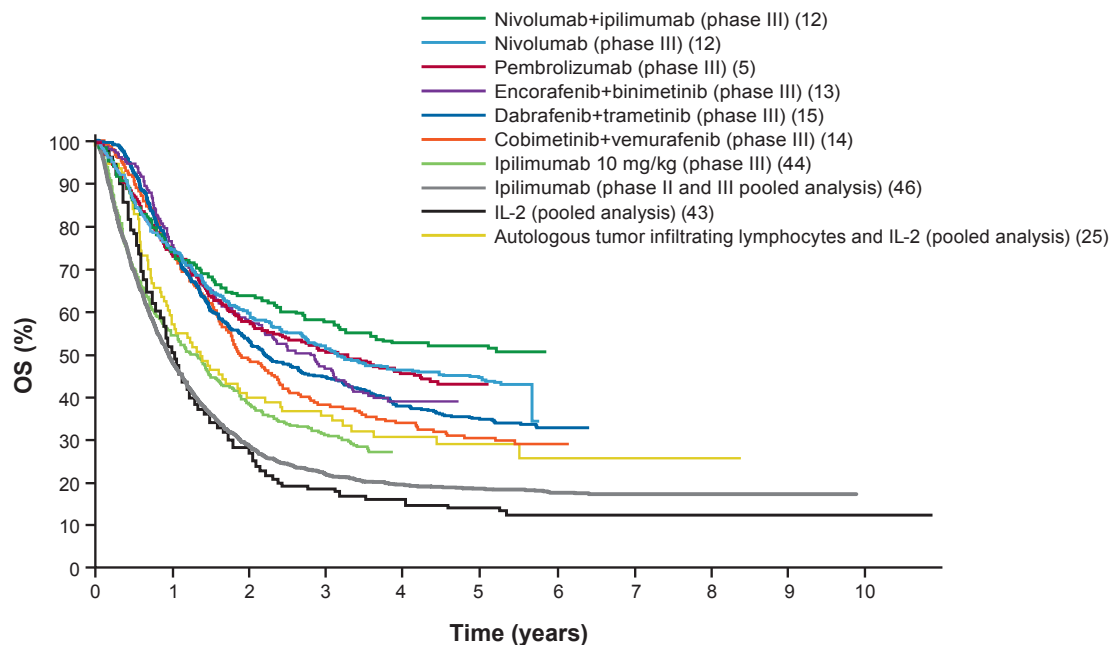 Nivolumab+ipilimumab (phase III) (12)
Nivolumab (phase III) (12)
Pembrolizumab (phase III) (5)
Encorafenib+binimetinib (phase III) (13)
Dabrafenib+trametinib (phase III) (15)
Cobimetinib+vemurafenib (phase III) (14)
Ipilimumab 10 mg/kg (phase III) (44)
Ipilimumab (phase II and III pooled analysis) (46)
IL-2 (pooled analysis) (43)
Autologous tumor infiltrating lymphocytes and IL-2 (pooled analysis) (25)
OS (%)
100
90
80
70
60
50
40
30
20
10
0
0 1 2 3 4 5 6 7 8 9 10
Time (years)